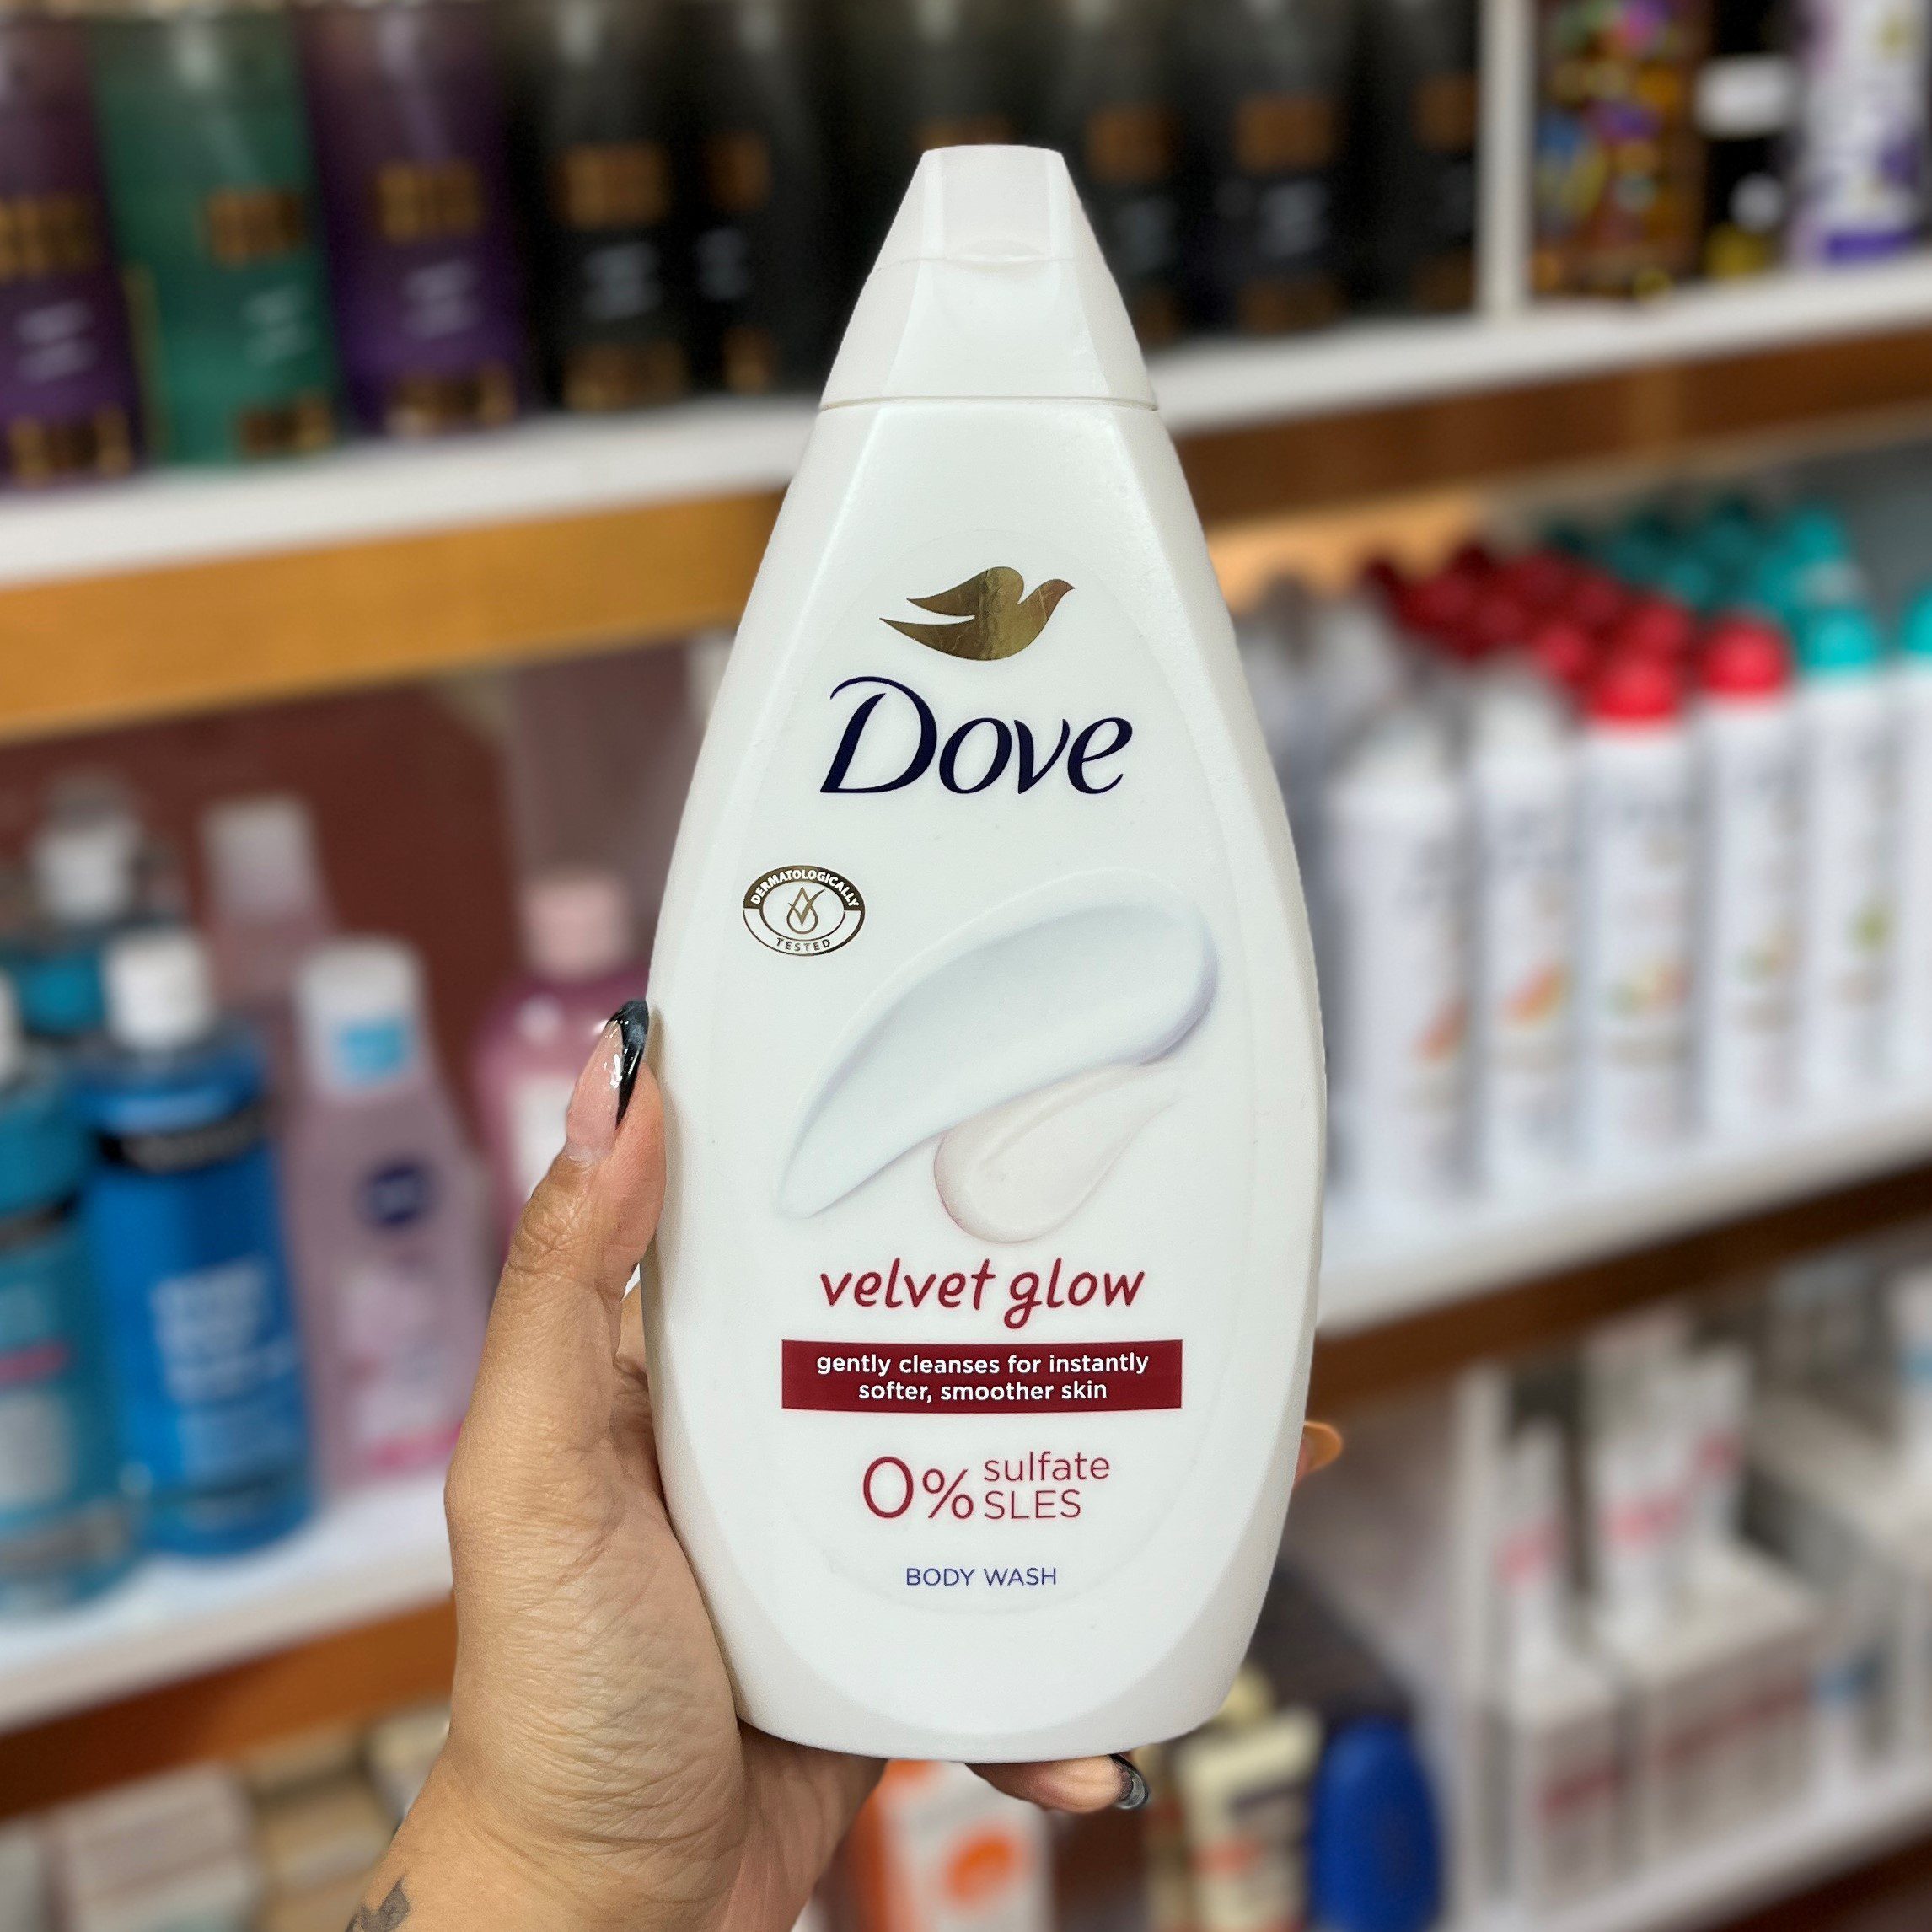 Dove
DERMATOLOGICALLY
TESTED
velvet glow
gently cleanses for instantly
softer, smoother skin
0% sulfate
SLES
BODY WASH